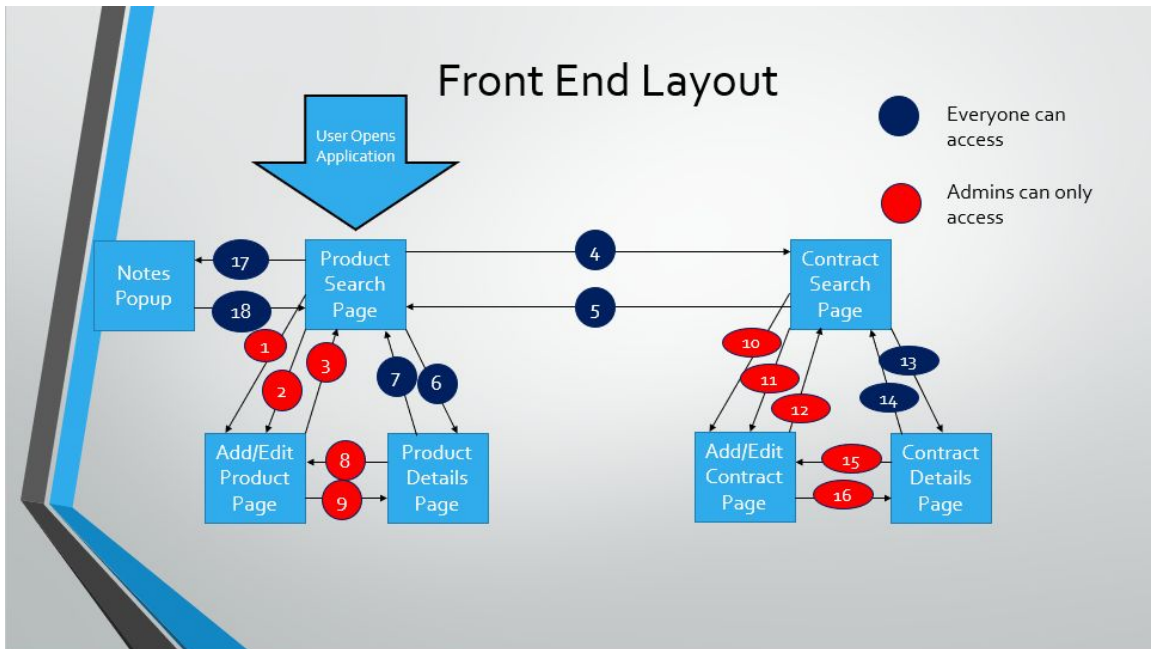 Front End Layout
User Opens
Application
Everyone can
access
Admins can only
access
Notes
Popup
17
18
Product
Search
Page
4
5
Contract
Search
Page
1
2
3
7
6
10
11
12
13
14
Add/Edit
Product
Page
8
9
Product
Details
Page
Add/Edit
Contract
Page
15
16
Contract
Details
Page